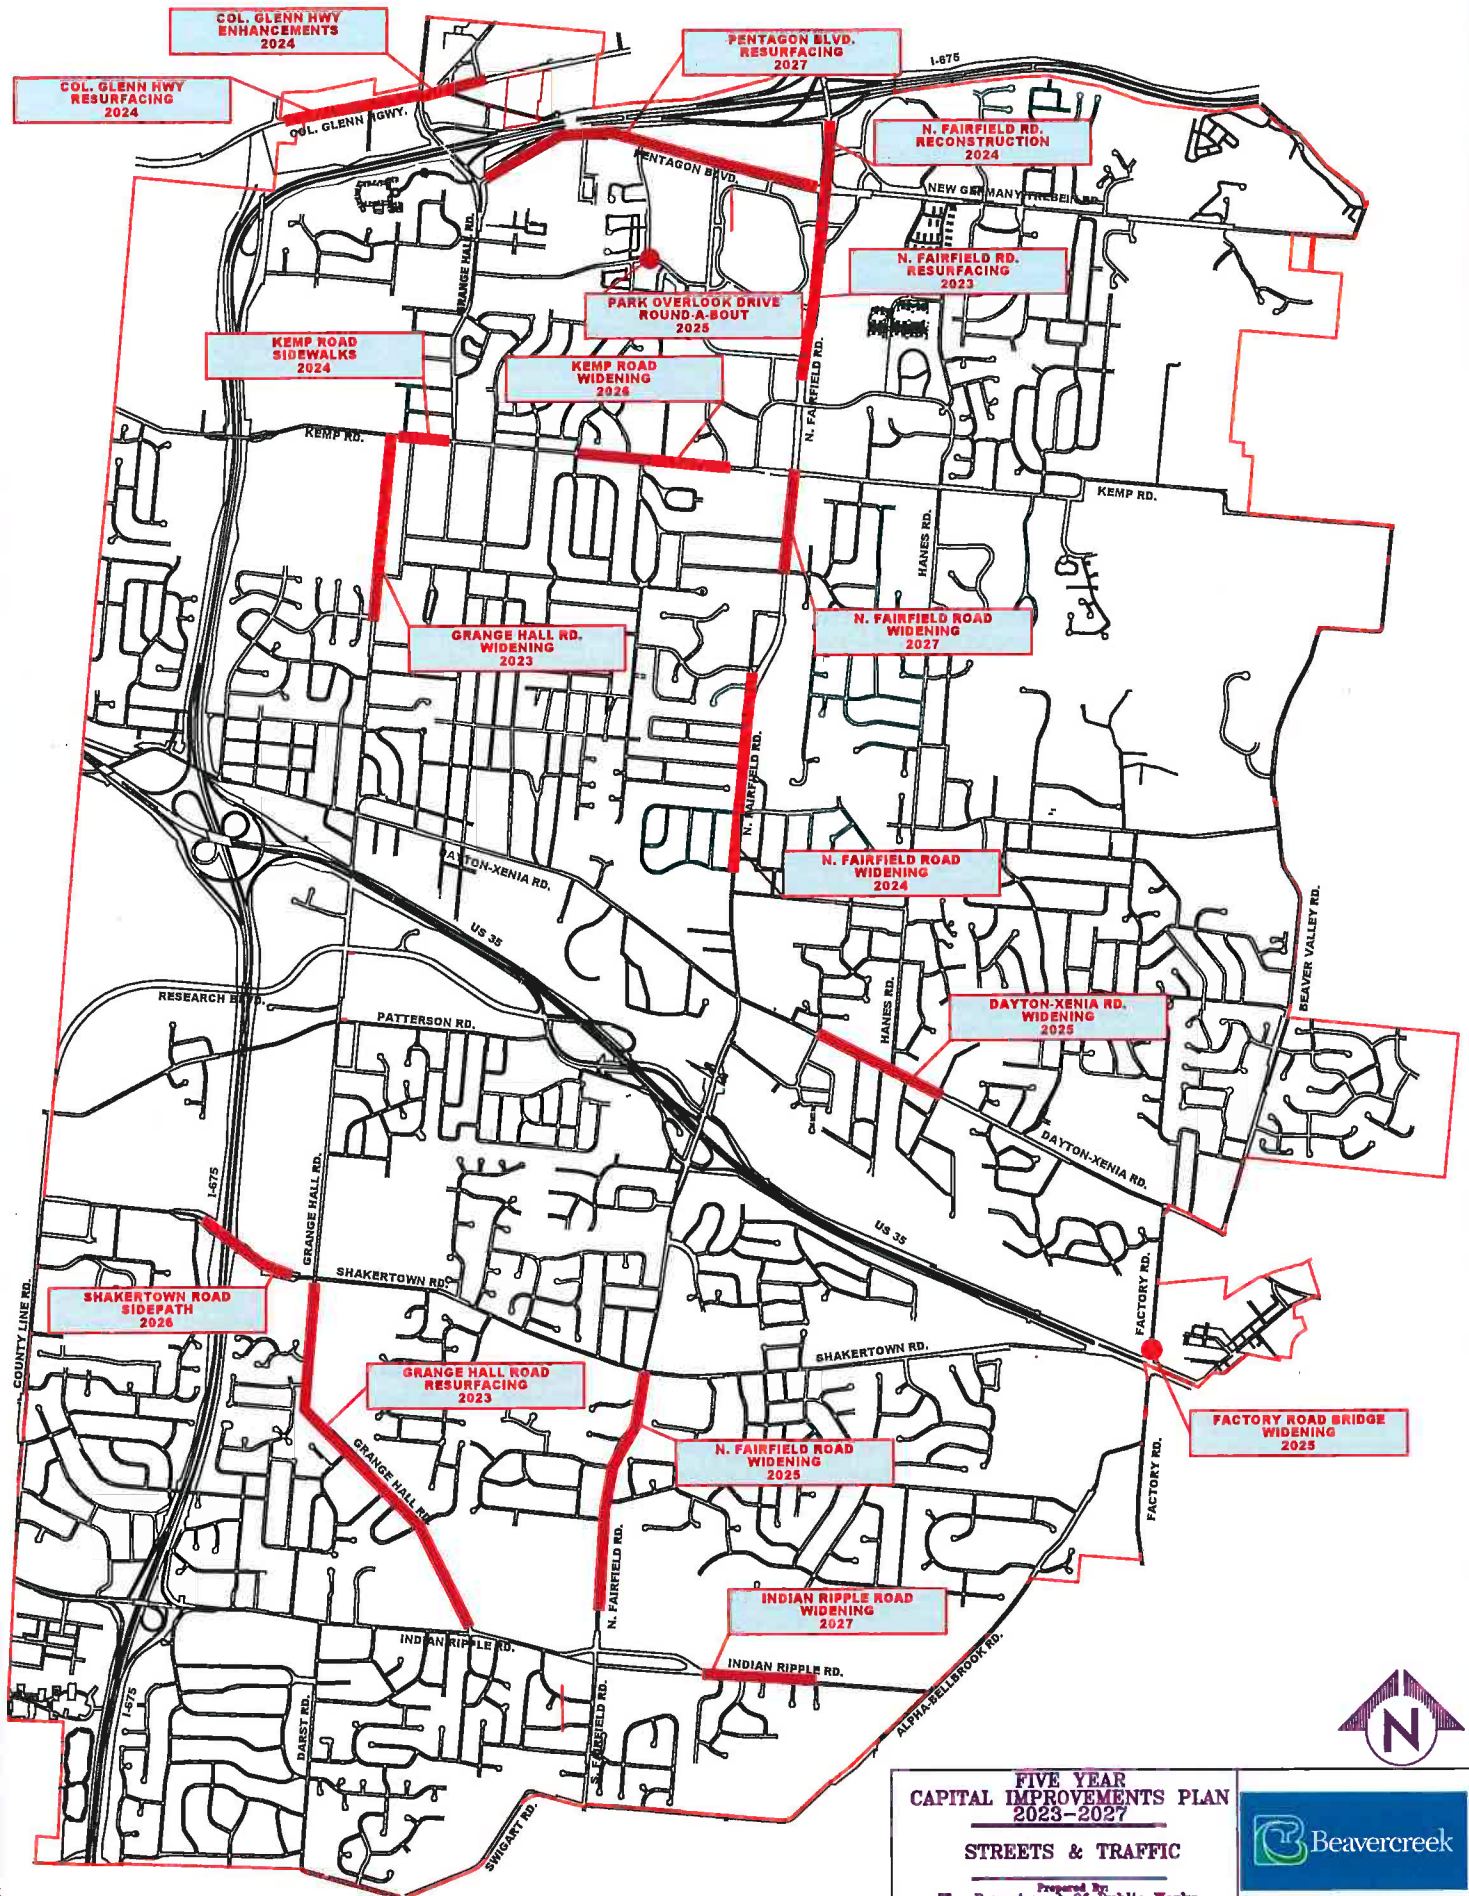 COL. GLENN HWY
ENHANCEMENTS
2024
PENTAGON BLVD.
RESURFACING
2027
I-675
COL. GLENN HWY
RESURFACING
2024
COL. GLENN HGWY.
N. FAIRFIELD RD.
RECONSTRUCTION
2024
PENTAGON BLVD.
NEW GERMANY TREBEIN RD.
GRANGE HALL RD.
N. FAIRFIELD RD.
RESURFACING
2023
PARK OVERLOOK DRIVE
ROUND-A-BOUT
2025
KEMP ROAD
SIDEWALKS
2024
KEMP ROAD
WIDENING
2026
N. FAIRFIELD RD.
KEMP RD.
KEMP RD.
HANES RD.
N. FAIRFIELD ROAD
WIDENING
2027
GRANGE HALL RD.
WIDENING
2023
N. FAIRFIELD RD.
N. FAIRFIELD ROAD
WIDENING
2024
DAYTON-XENIA RD.
US 35
BEAVER VALLEY RD.
RESEARCH BLVD.
PATTERSON RD.
HANES RD.
DAYTON-XENIA RD.
WIDENING
2025
DAYTON-XENIA RD.
I-675
GRANGE HALL RD.
US 35
SHAKERTOWN RD.
FACTORY RD.
COUNTY LINE RD.
SHAKERTOWN ROAD
SIDEPATH
2026
SHAKERTOWN RD.
GRANGE HALL ROAD
RESURFACING
2023
FACTORY ROAD BRIDGE
WIDENING
2025
N. FAIRFIELD ROAD
WIDENING
2025
GRANGE HALL RD.
FACTORY RD.
N. FAIRFIELD RD.
INDIAN RIPPLE ROAD
WIDENING
2027
INDIAN RIPPLE RD.
INDIAN RIPPLE RD.
ALPHA-BELLBROOK RD.
I-675
DARST RD.
S. FAIRFIELD RD.
SWIGART RD.
N
FIVE YEAR
CAPITAL IMPROVEMENTS PLAN
2023-2027
STREETS & TRAFFIC
Prepared By:
Beavercreek